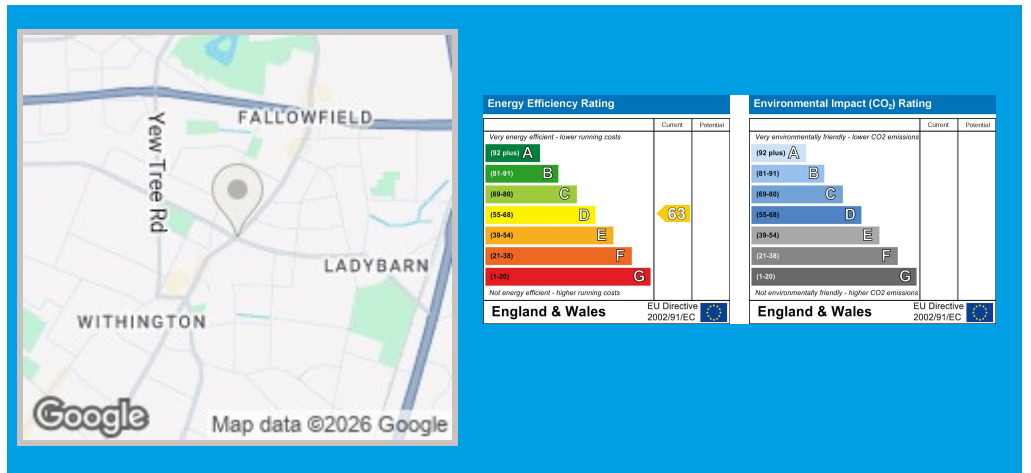 FALLOWFIELD
Yew Tree Rd
LADYBARN
WITHINGTON
Google
Map data ©2026 Google
Energy Efficiency Rating
Current Potential
Very energy efficient - lower running costs
(92 plus) A
(81-91) B
(69-80) C
(55-68) D 63
(39-54) E
(21-38) F
(1-20) G
Not energy efficient - higher running costs
England & Wales
EU Directive
2002/91/EC
Environmental Impact (CO2) Rating
Current Potential
Very environmentally friendly - lower CO2 emissions
(92 plus) A
(81-91) B
(69-80) C
(55-68) D
(39-54) E
(21-38) F
(1-20) G
Not environmentally friendly - higher CO2 emissions
England & Wales
EU Directive
2002/91/EC